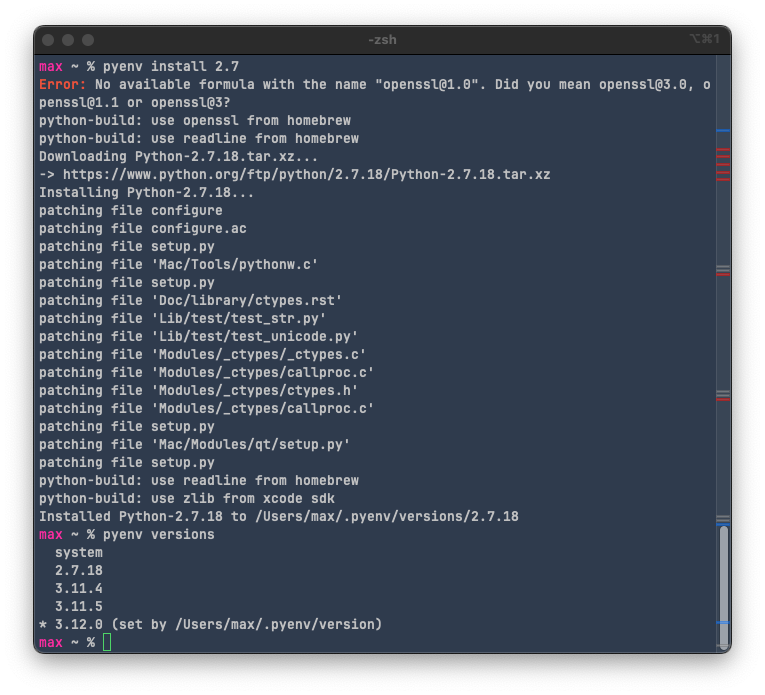 -zsh
⌥⌘1
max ~ % pyenv install 2.7
Error: No available formula with the name "openssl@1.0". Did you mean openssl@3.0, o
penssl@1.1 or openssl@3?
python-build: use openssl from homebrew
python-build: use readline from homebrew
Downloading Python-2.7.18.tar.xz...
-> https://www.python.org/ftp/python/2.7.18/Python-2.7.18.tar.xz
Installing Python-2.7.18...
patching file configure
patching file configure.ac
patching file setup.py
patching file 'Mac/Tools/pythonw.c'
patching file setup.py
patching file 'Doc/library/ctypes.rst'
patching file 'Lib/test/test_str.py'
patching file 'Lib/test/test_unicode.py'
patching file 'Modules/_ctypes/_ctypes.c'
patching file 'Modules/_ctypes/callproc.c'
patching file 'Modules/_ctypes/ctypes.h'
patching file 'Modules/_ctypes/callproc.c'
patching file setup.py
patching file 'Mac/Modules/qt/setup.py'
patching file setup.py
python-build: use readline from homebrew
python-build: use zlib from xcode sdk
Installed Python-2.7.18 to /Users/max/.pyenv/versions/2.7.18
max ~ % pyenv versions
  system
  2.7.18
  3.11.4
  3.11.5
* 3.12.0 (set by /Users/max/.pyenv/version)
max ~ %